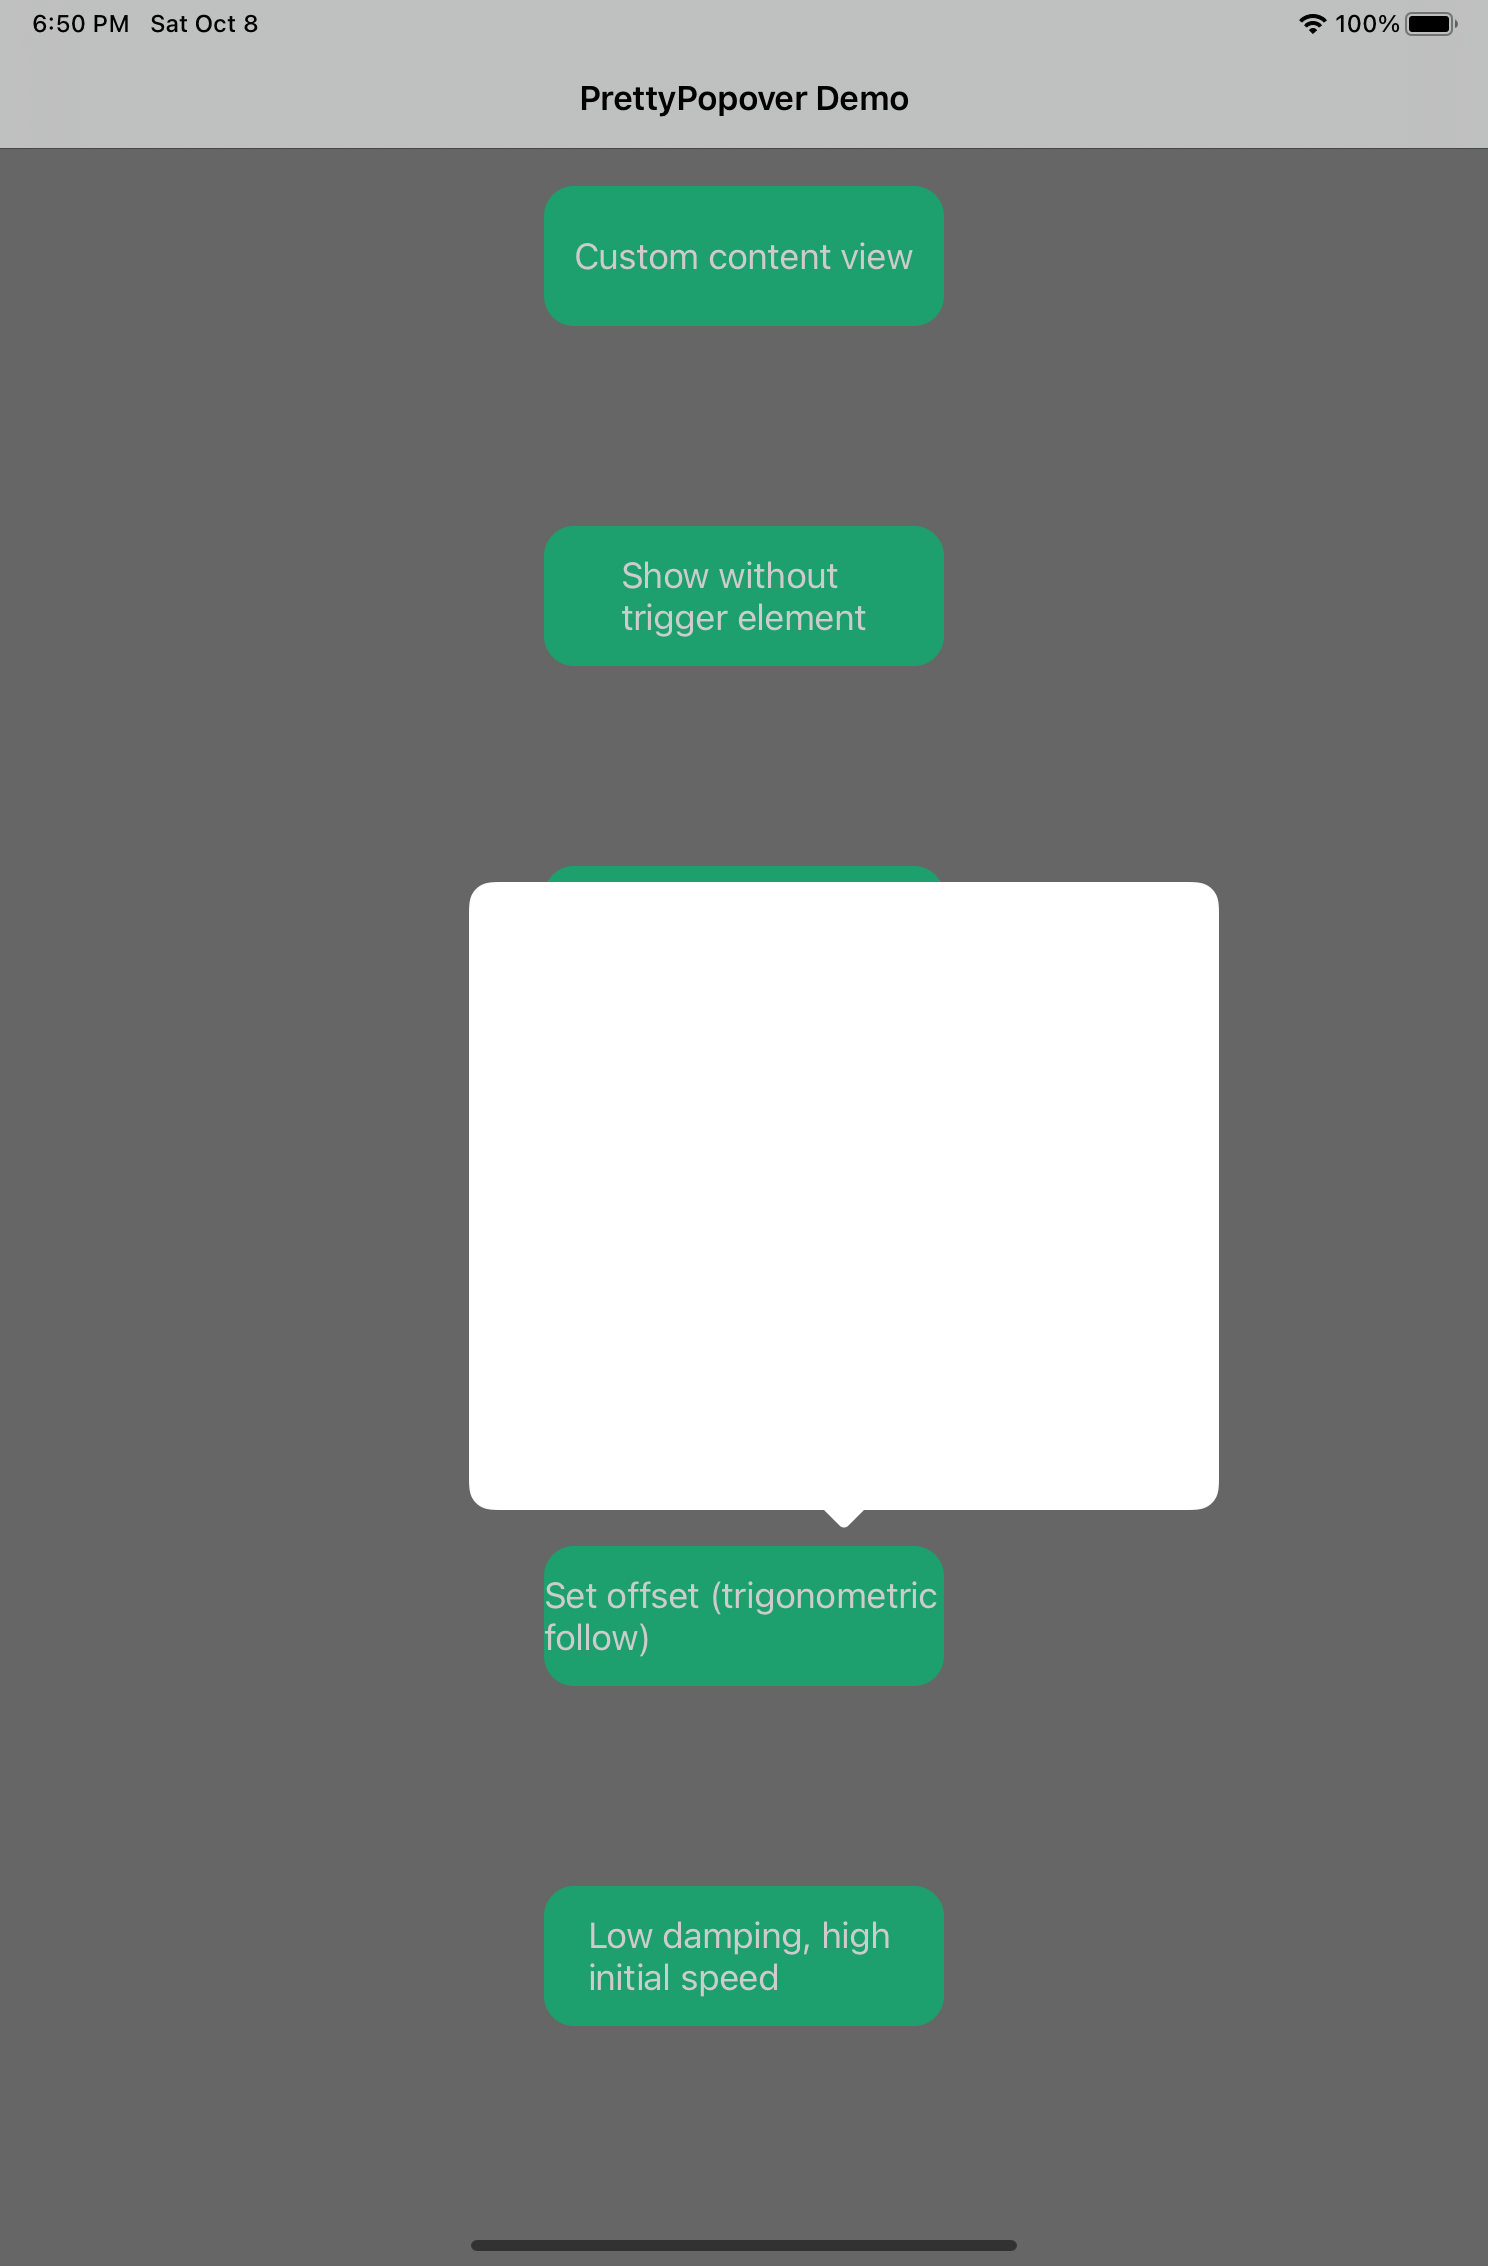 6:50 PM Sat Oct 8
100%
PrettyPopover Demo
Custom content view
Show without
trigger element
Set offset (trigonometric
follow)
Low damping, high
initial speed